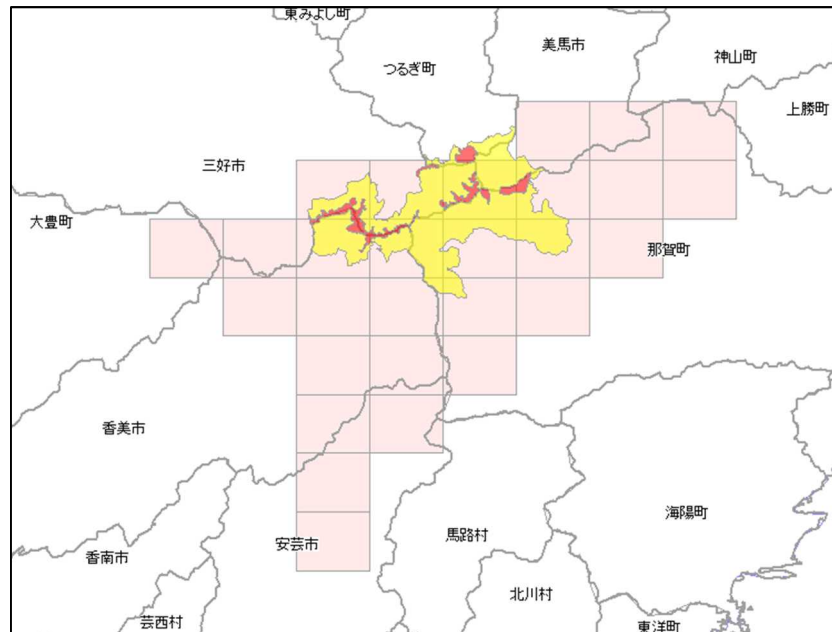 東みよし町
美馬市
神山町
つるぎ町
上勝町
三好市
大豊町
那賀町
香美市
海陽町
馬路村
安芸市
香南市
北川村
芸西村
東洋町